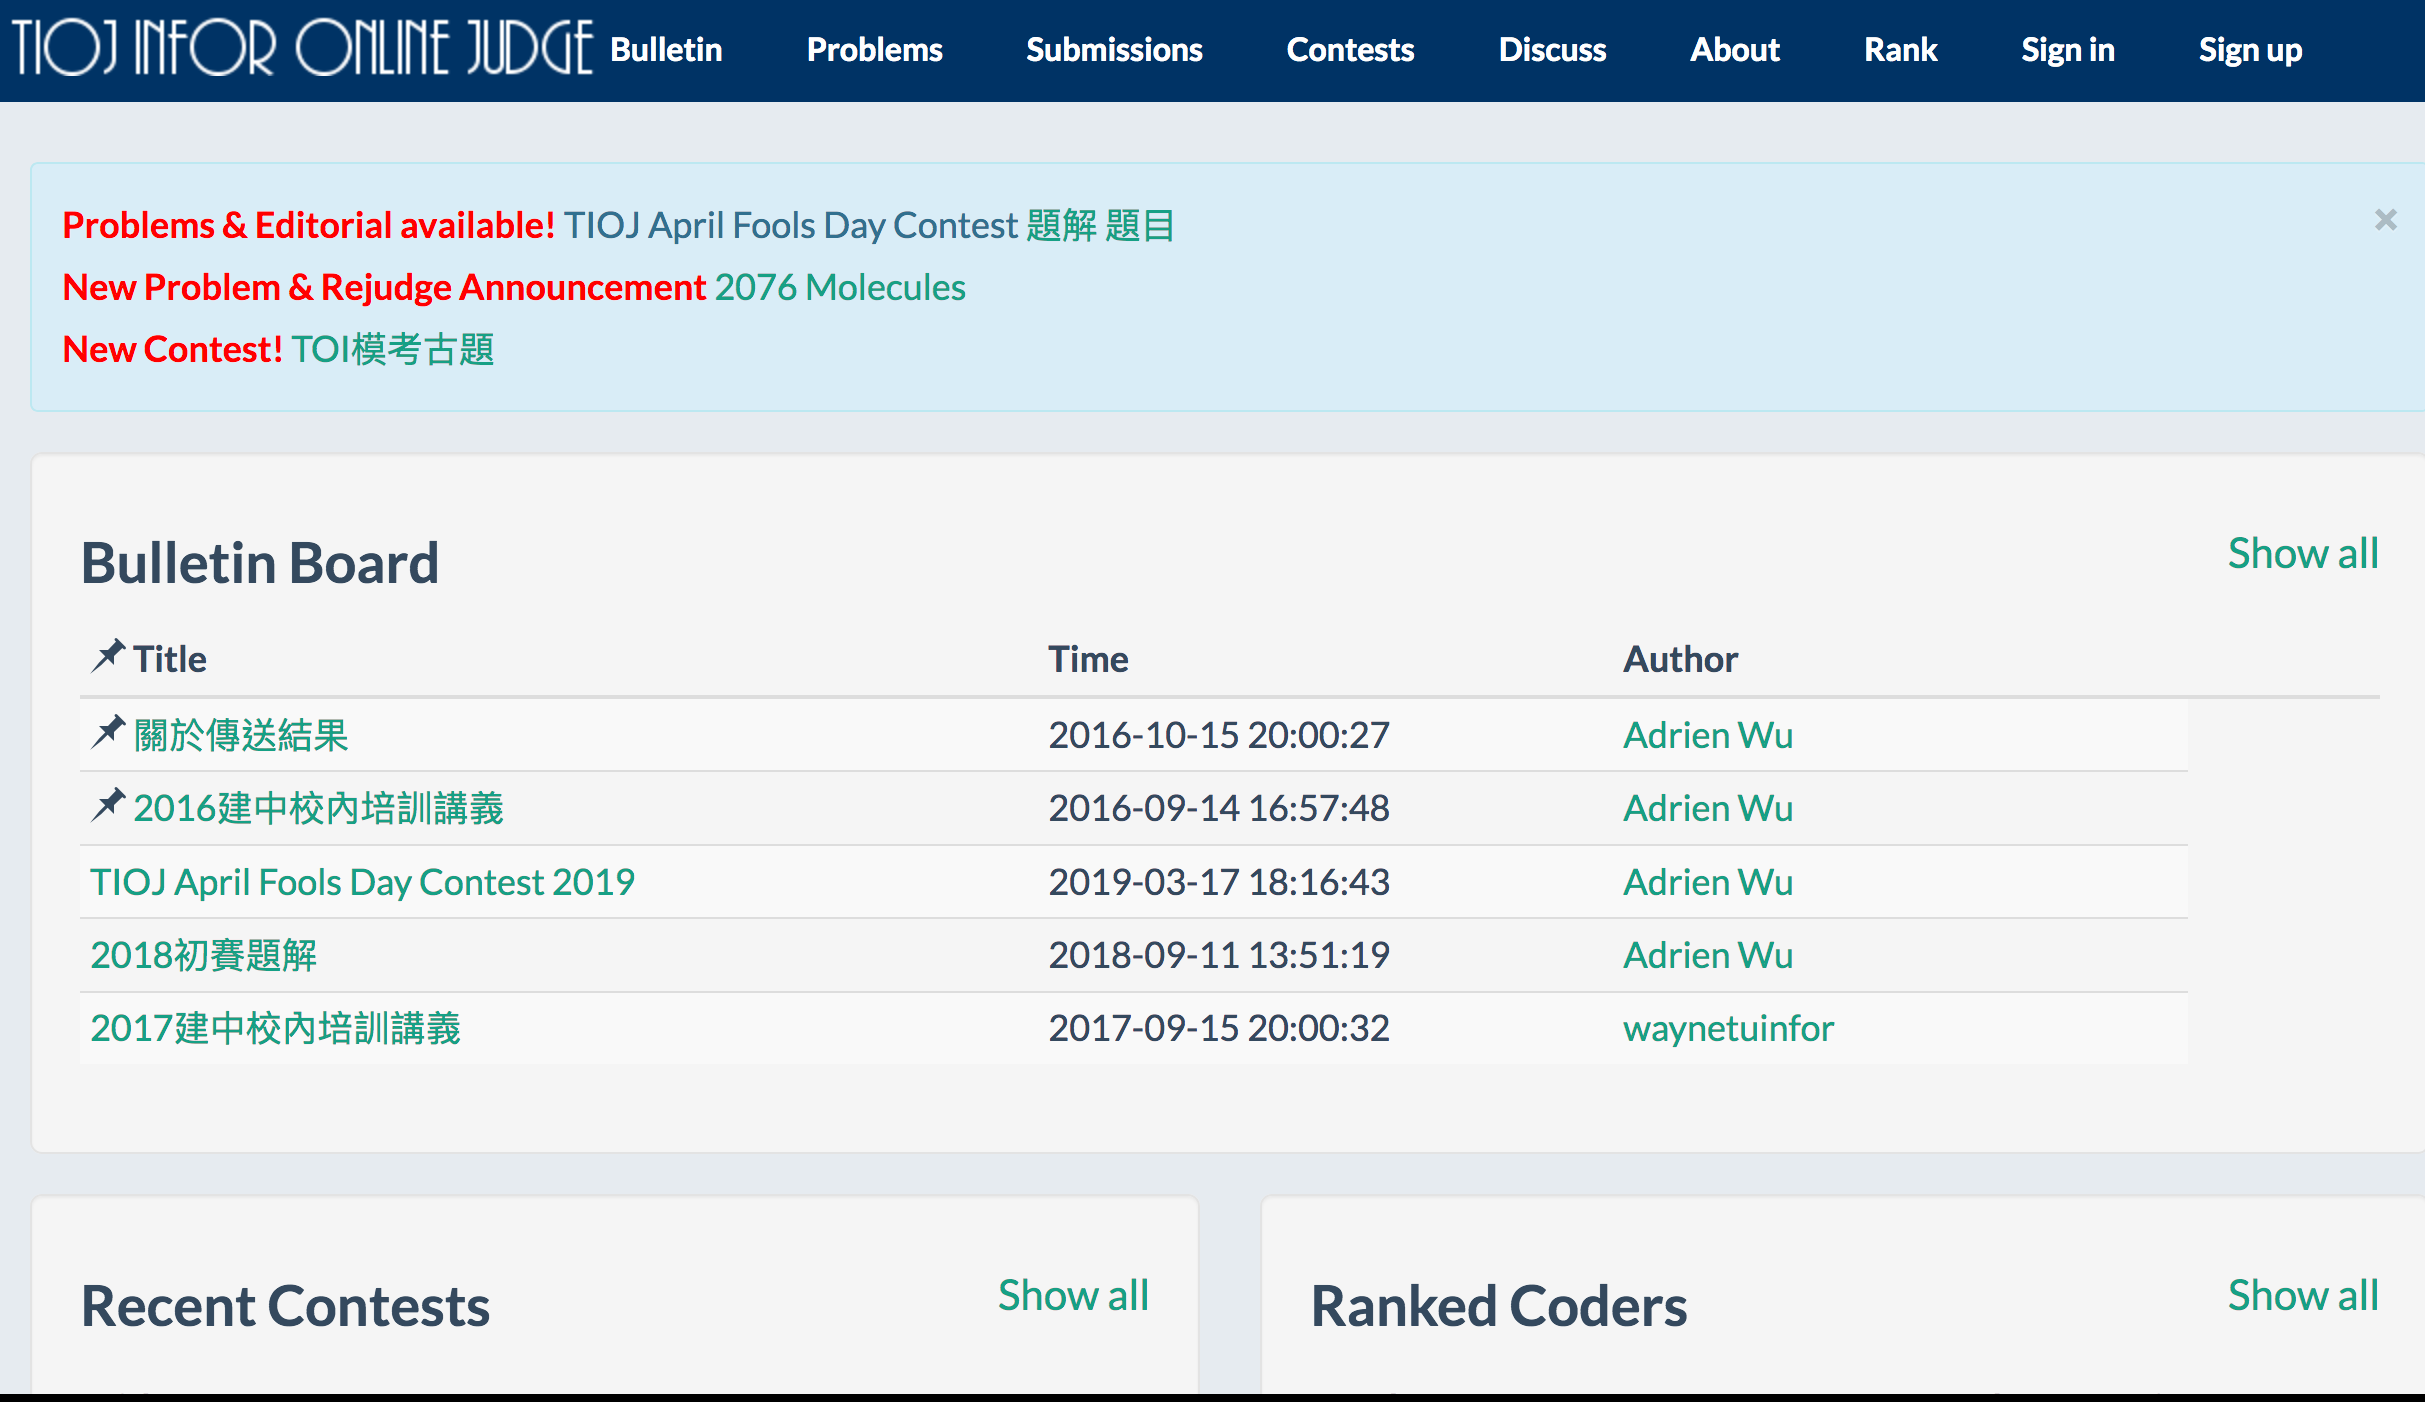 TIOJ INFOR ONLINE JUDGE Bulletin Problems Submissions Contests Discuss About Rank Sign in Sign up
Problems & Editorial available! TIOJ April Fools Day Contest 題解 題目 ×
New Problem & Rejudge Announcement 2076 Molecules
New Contest! TOI模考古題
Bulletin Board Show all
Title Time Author
關於傳送結果 2016-10-15 20:00:27 Adrien Wu
2016建中校內培訓講義 2016-09-14 16:57:48 Adrien Wu
TIOJ April Fools Day Contest 2019 2019-03-17 18:16:43 Adrien Wu
2018初賽題解 2018-09-11 13:51:19 Adrien Wu
2017建中校內培訓講義 2017-09-15 20:00:32 waynetuinfor
Recent Contests Show all
Ranked Coders Show all